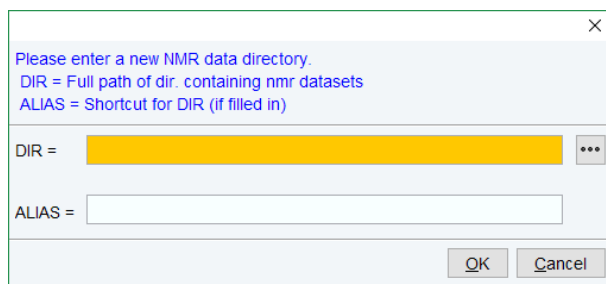 Please enter a new NMR data directory.
DIR = Full path of dir. containing nmr datasets
ALIAS = Shortcut for DIR (if filled in)
DIR =
ALIAS =
OK Cancel